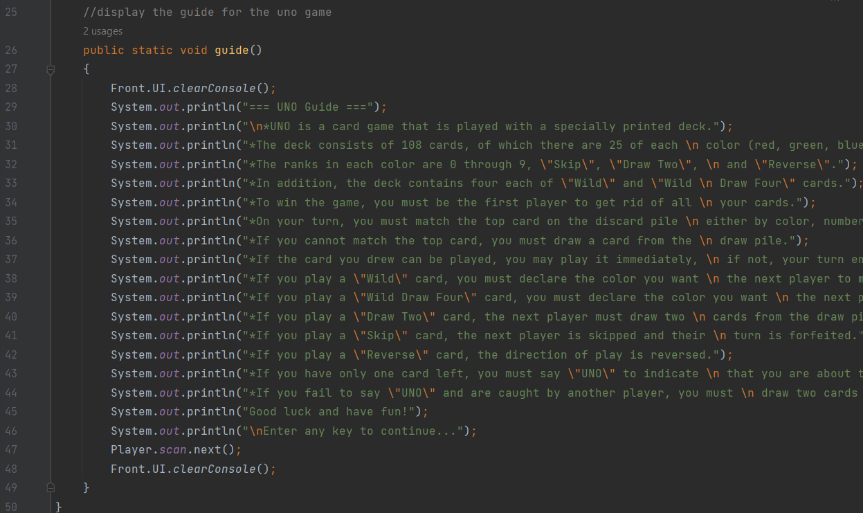 25 //display the guide for the uno game
2 usages
26 public static void guide()
27 {
28 Front.UI.clearConsole();
29 System.out.println("=== UNO Guide ===");
30 System.out.println("\n*UNO is a card game that is played with a specially printed deck.");
31 System.out.println("*The deck consists of 108 cards, of which there are 25 of each \n color (red, green, blue
32 System.out.println("*The ranks in each color are 0 through 9, \"Skip\", \"Draw Two\", \n and \"Reverse\".");
33 System.out.println("*In addition, the deck contains four each of \"Wild\" and \"Wild \n Draw Four\" cards.");
34 System.out.println("*To win the game, you must be the first player to get rid of all \n your cards.");
35 System.out.println("*On your turn, you must match the top card on the discard pile \n either by color, number
36 System.out.println("*If you cannot match the top card, you must draw a card from the \n draw pile.");
37 System.out.println("*If the card you drew can be played, you may play it immediately, \n if not, your turn en
38 System.out.println("*If you play a \"Wild\" card, you must declare the color you want \n the next player to m
39 System.out.println("*If you play a \"Wild Draw Four\" card, you must declare the color you want \n the next p
40 System.out.println("*If you play a \"Draw Two\" card, the next player must draw two \n cards from the draw pi
41 System.out.println("*If you play a \"Skip\" card, the next player is skipped and their \n turn is forfeited."
42 System.out.println("*If you play a \"Reverse\" card, the direction of play is reversed.");
43 System.out.println("*If you have only one card left, you must say \"UNO\" to indicate \n that you are about t
44 System.out.println("*If you fail to say \"UNO\" and are caught by another player, you must \n draw two cards
45 System.out.println("Good luck and have fun!");
46 System.out.println("\nEnter any key to continue...");
47 Player.scan.next();
48 Front.UI.clearConsole();
49 }
50 }